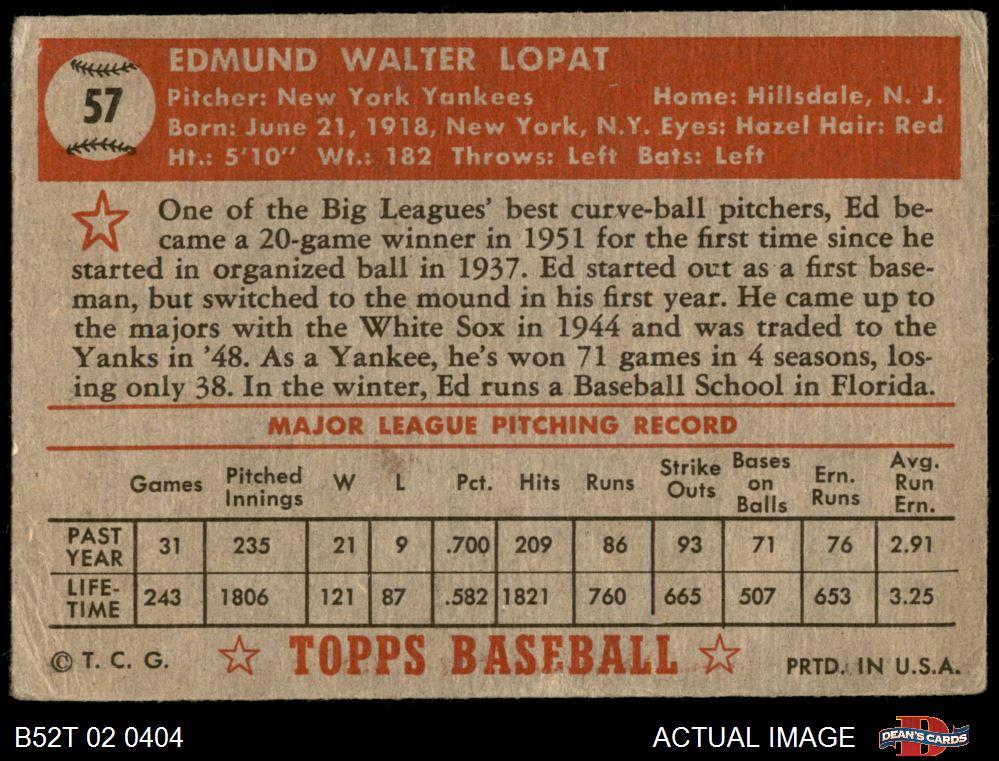 57
EDMUND WALTER LOPAT
Pitcher: New York Yankees Home: Hillsdale, N. J.
Born: June 21, 1918, New York, N.Y. Eyes: Hazel Hair: Red
Ht.: 5'10" Wt.: 182 Throws: Left Bats: Left
One of the Big Leagues' best curve-ball pitchers, Ed be-
came a 20-game winner in 1951 for the first time since he
started in organized ball in 1937. Ed started out as a first base-
man, but switched to the mound in his first year. He came up to
the majors with the White Sox in 1944 and was traded to the
Yanks in '48. As a Yankee, he's won 71 games in 4 seasons, los-
ing only 38. In the winter, Ed runs a Baseball School in Florida.
MAJOR LEAGUE PITCHING RECORD
Games Pitched Innings W L Pct. Hits Runs Strike Outs Bases on Balls Ern. Runs Avg. Run Ern.
PAST YEAR 31 235 21 9 .700 209 86 93 71 76 2.91
LIFE-TIME 243 1806 121 87 .582 1821 760 665 507 653 3.25
© T. C. G. TOPPS BASEBALL PRTD. IN U.S.A.
B52T 02 0404 ACTUAL IMAGE D DEAN'S CARDS